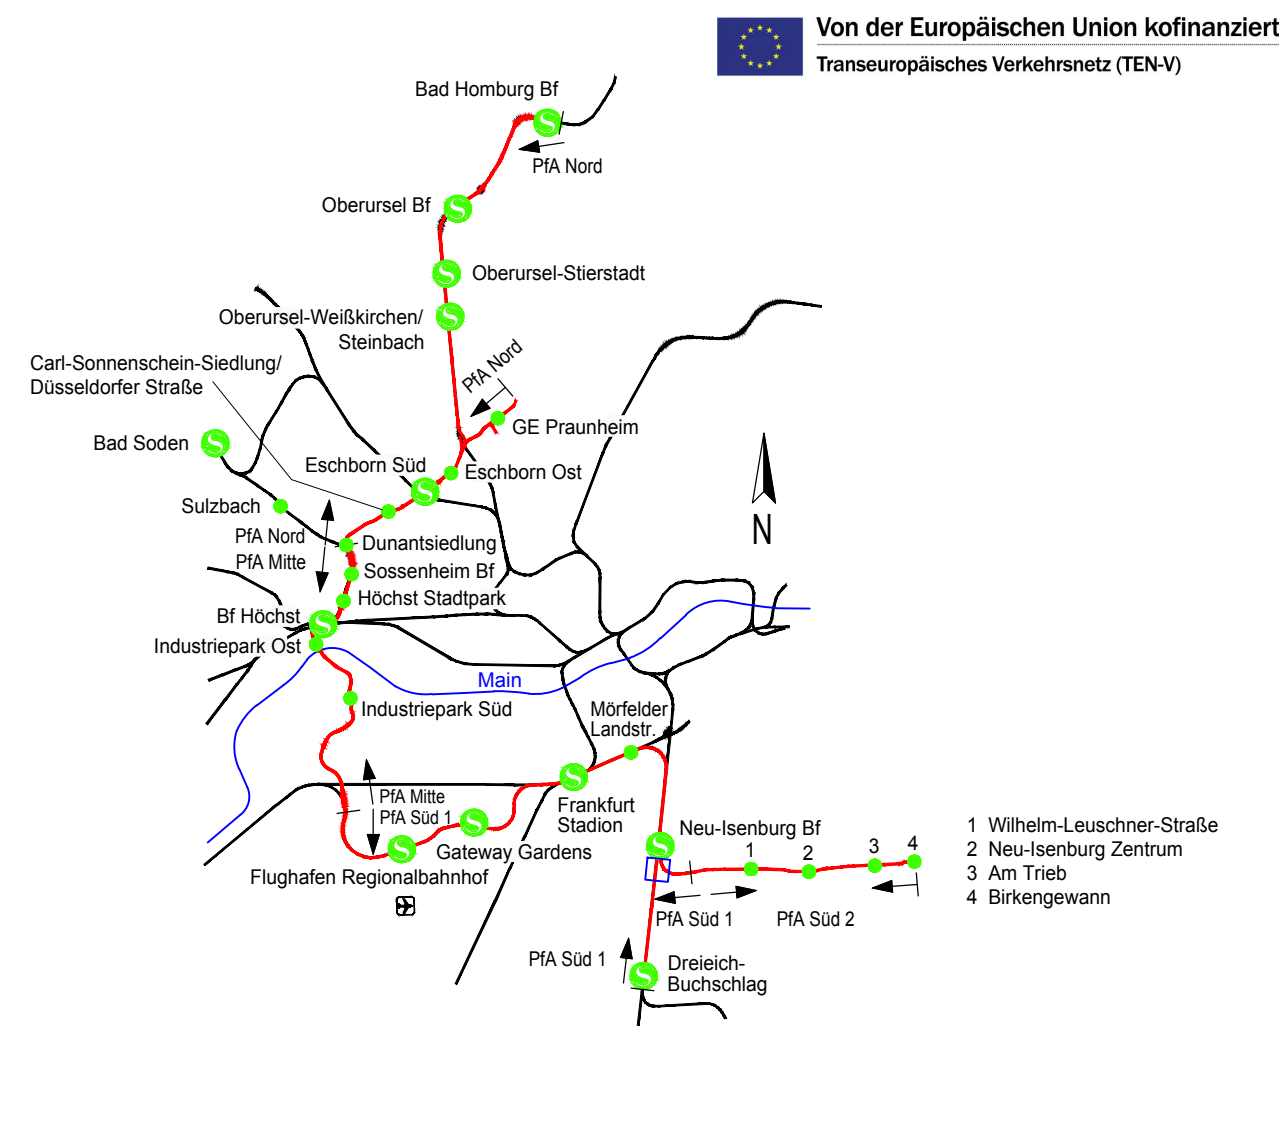 Von der Europäischen Union kofinanziert
Transeuropäisches Verkehrsnetz (TEN-V)
Bad Homburg Bf
PfA Nord
Oberursel Bf
Oberursel-Stierstadt
Oberursel-Weißkirchen/
Steinbach
PfA Nord
Carl-Sonnenschein-Siedlung/
Düsseldorfer Straße
GE Praunheim
Bad Soden
Eschborn Süd
Eschborn Ost
Sulzbach
PfA Nord
PfA Mitte
Dunantsiedlung
Sossenheim Bf
Höchst Stadtpark
N
Bf Höchst
Industriepark Ost
Main
Industriepark Süd
Mörfelder
Landstr.
PfA Mitte
PfA Süd 1
Frankfurt
Stadion
Gateway Gardens
Flughafen Regionalbahnhof
Neu-Isenburg Bf
1 2 3 4
1 Wilhelm-Leuschner-Straße
2 Neu-Isenburg Zentrum
3 Am Trieb
4 Birkengewann
PfA Süd 1
PfA Süd 2
PfA Süd 1
Dreieich-
Buchschlag